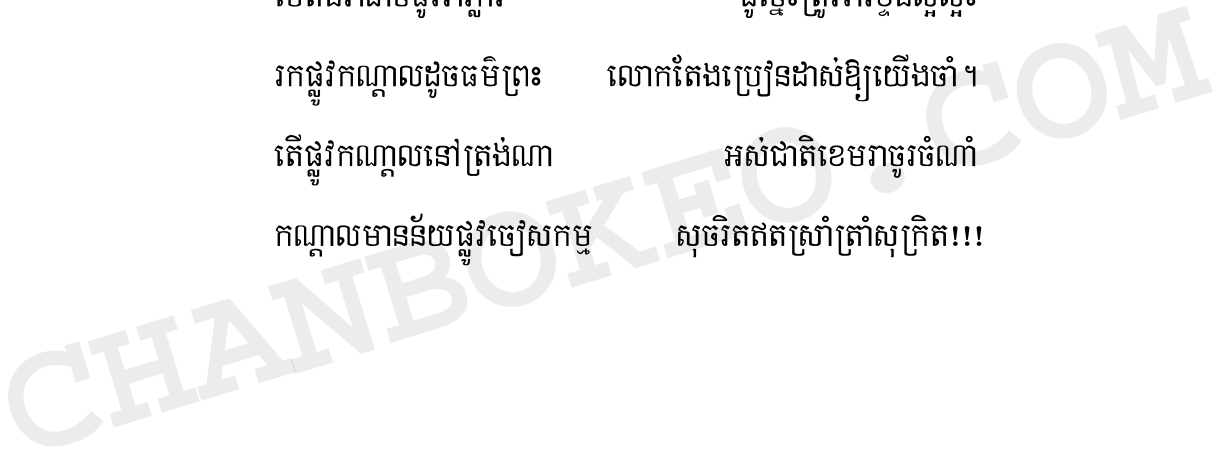 រកផ្លូវកណ្ដាលដូចធម៌ព្រះ លោកតែងប្រៀនដាស់ឱ្យយើងចាំ។
តើផ្លូវកណ្ដាលនៅត្រង់ណា អស់ជាតិខេមរាចូរចំណាំ
កណ្ដាលមានន័យផ្លូវចៀសកម្ម សុចរិតឥតស្រាំត្រាំសុក្រិត!!!
CHANBOKEO.COM